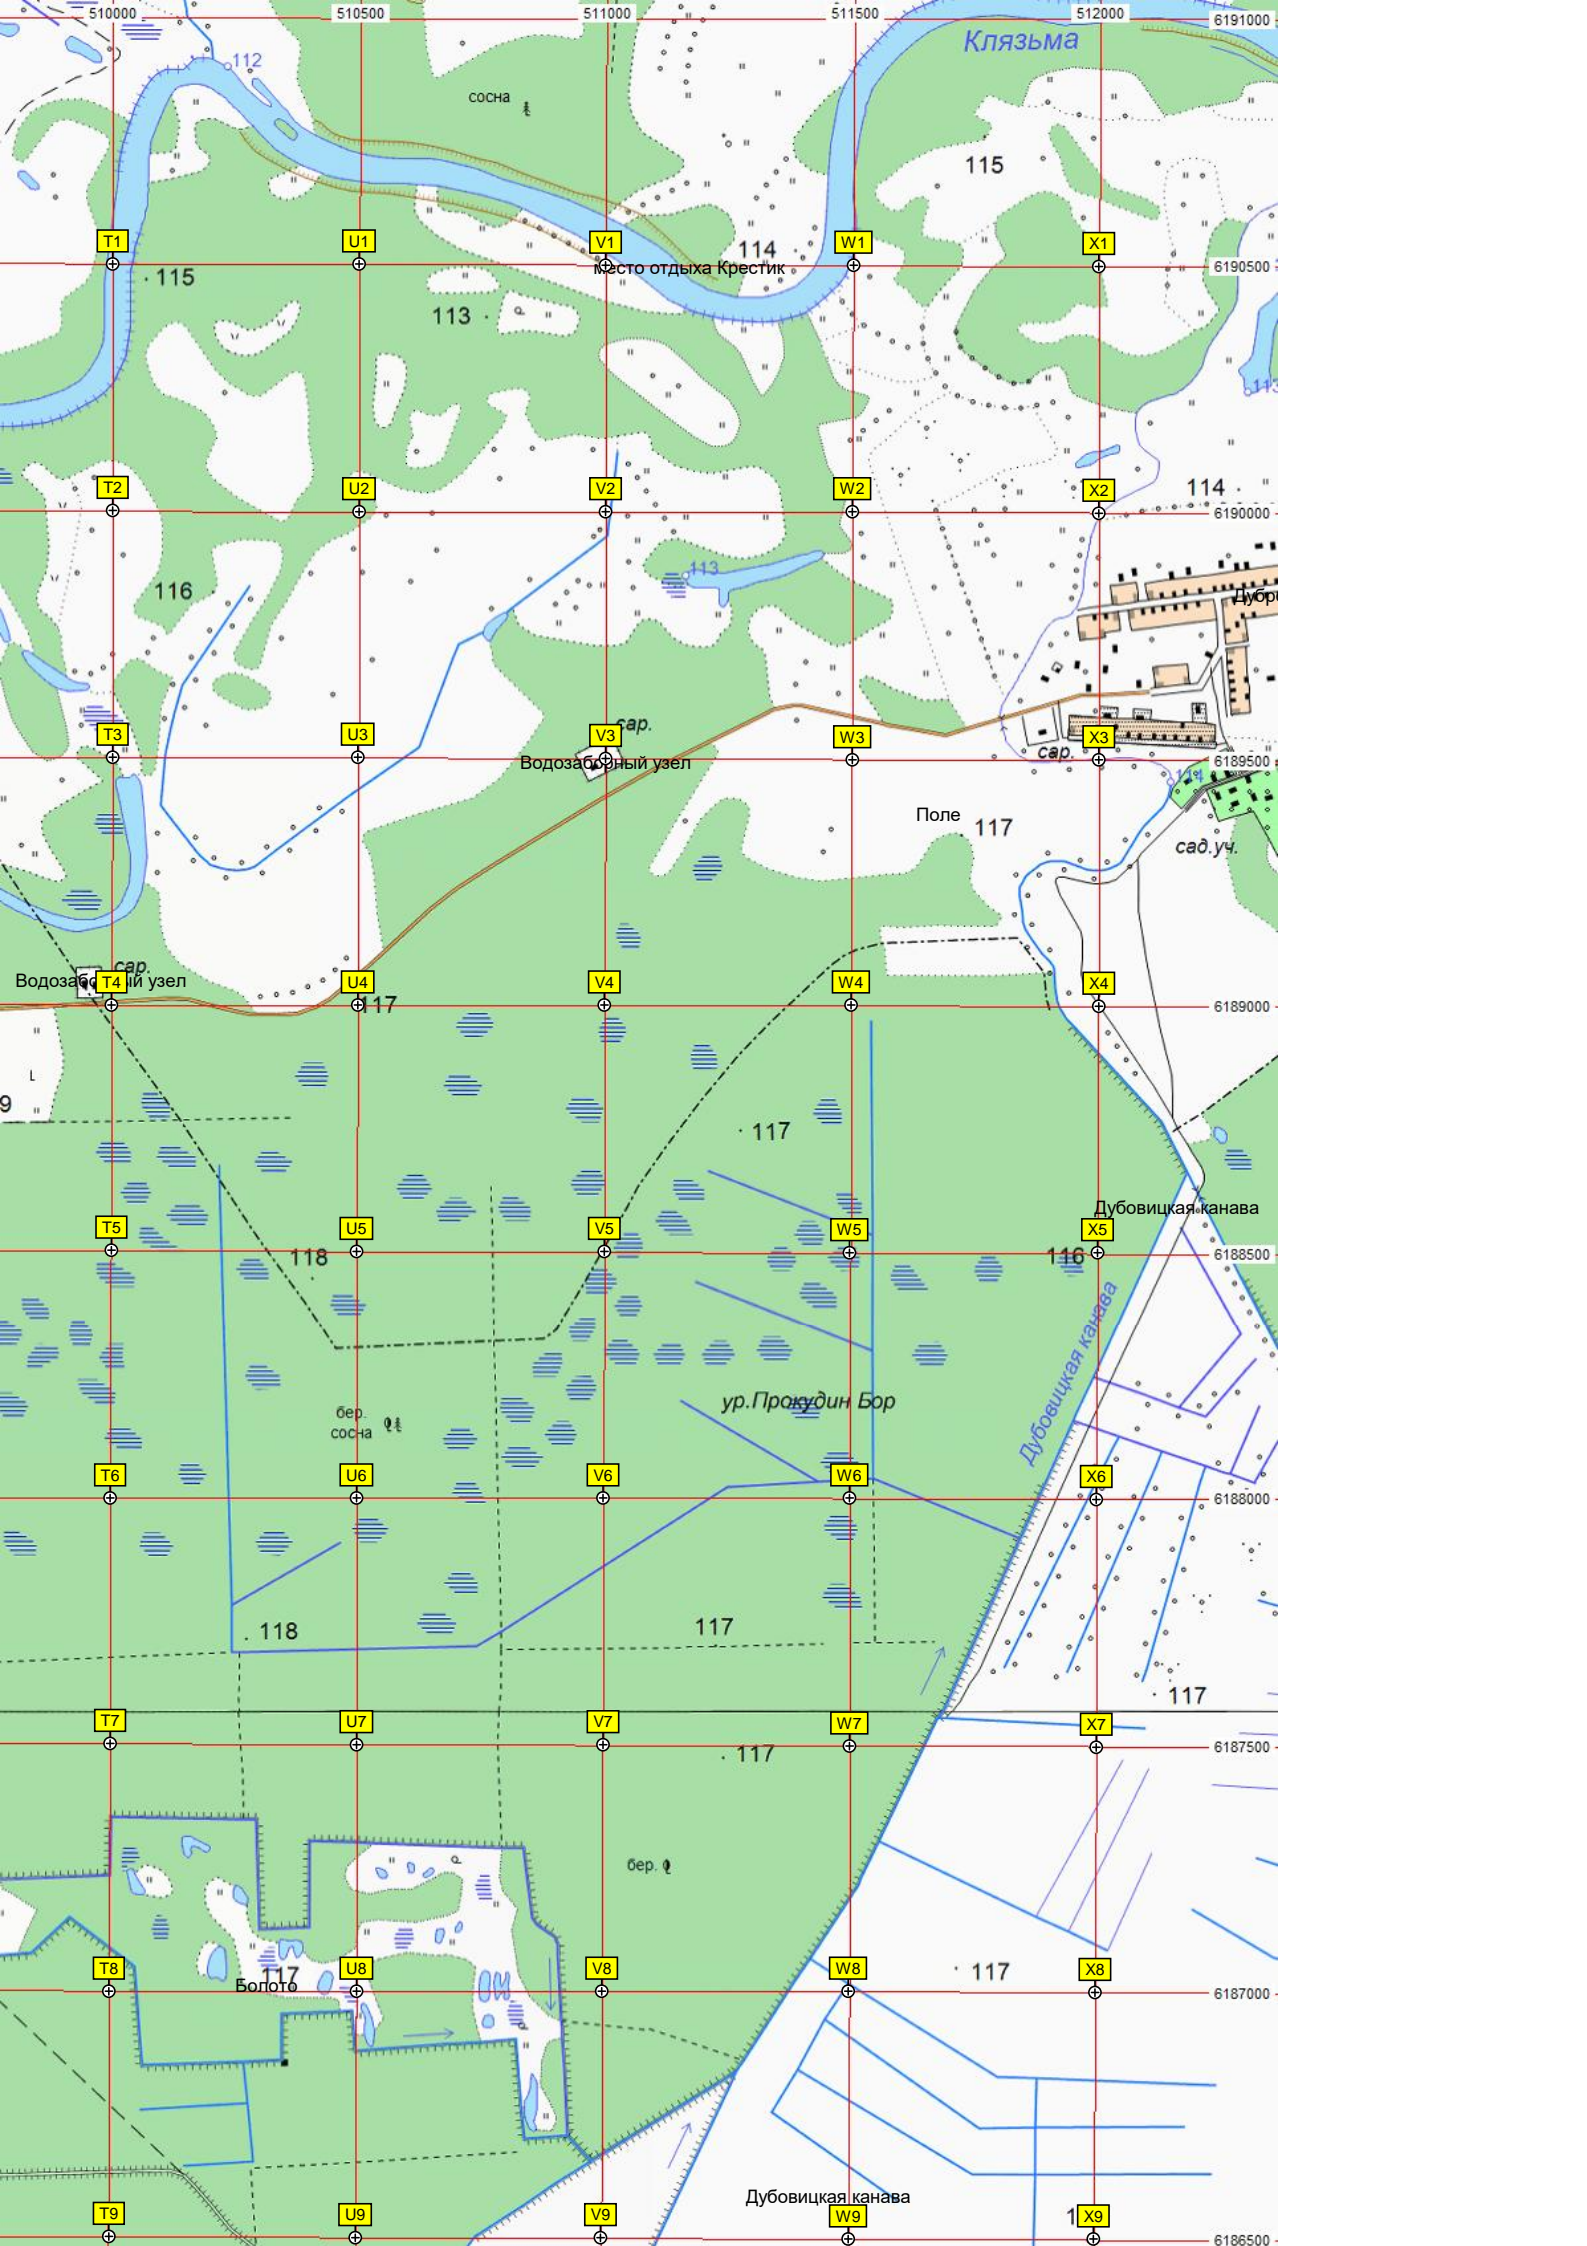 510000 510500 511000 511500 512000 6191000
Клязьма
112
сосна
115
T1 U1 V1 114 W1 X1
место отдыха Крестик 6190500
115
113
113
T2 U2 V2 W2 X2 114
6190000
113
116
Дубр
сар.
T3 U3 V3 W3 сар. X3
Водозаборный узел 6189500
114
Поле
117
сад.уч.
сар.
Водозаборный узел T4 U4 V4 W4 X4
117 6189000
9
117
Дубовицкая канава
T5 U5 V5 W5 X5
118 116 6188500
Дубовицкая канава
ур.Прокудин Бор
бер.
сосна
T6 U6 V6 W6 X6
6188000
118 117
117
T7 U7 V7 W7 X7
117 6187500
бер.
T8 117 U8 V8 W8 X8
117
Болото 6187000
Дубовицкая канава
T9 U9 V9 W9 1 X9
6186500